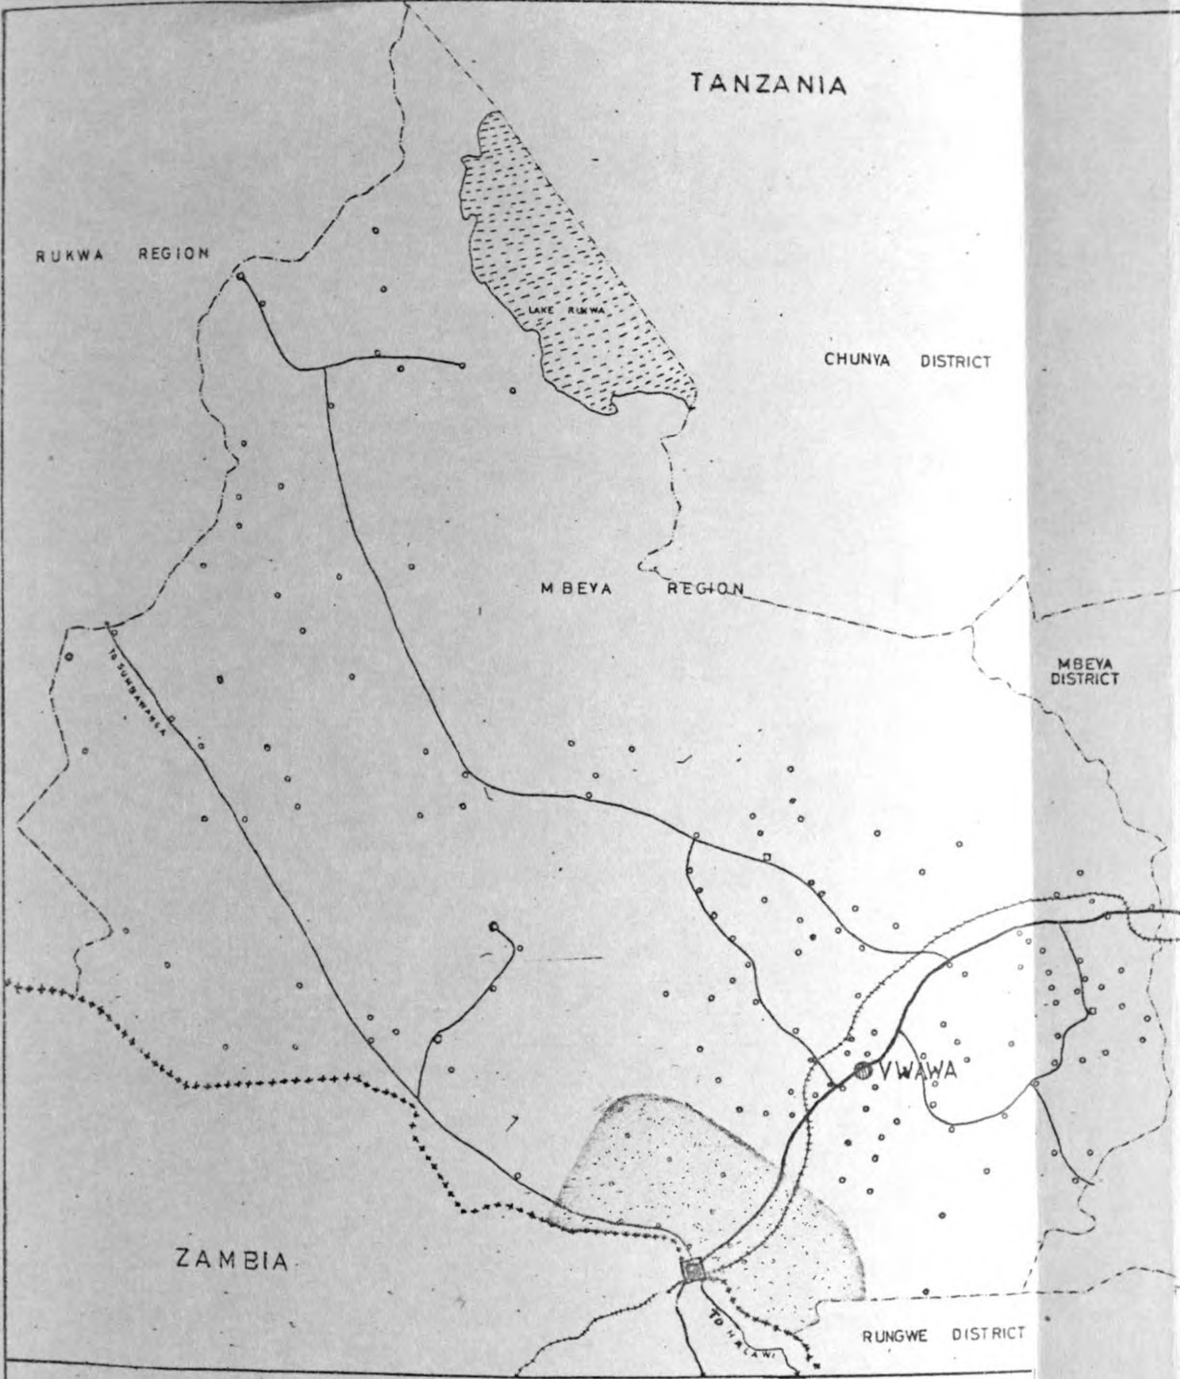 TANZANIA
RUKWA REGION
LAKE RUKWA
CHUNYA DISTRICT
MBEYA REGION
MBEYA
DISTRICT
TO SUMBAWANGA
VWAWA
ZAMBIA
TO MALAWI
RUNGWE DISTRICT